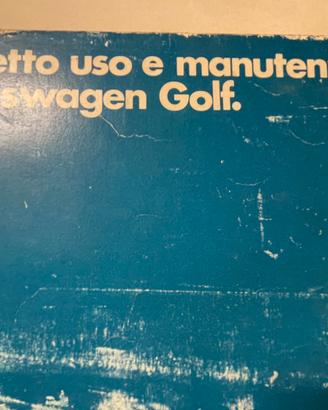 etto uso e manuten
swagen Golf.